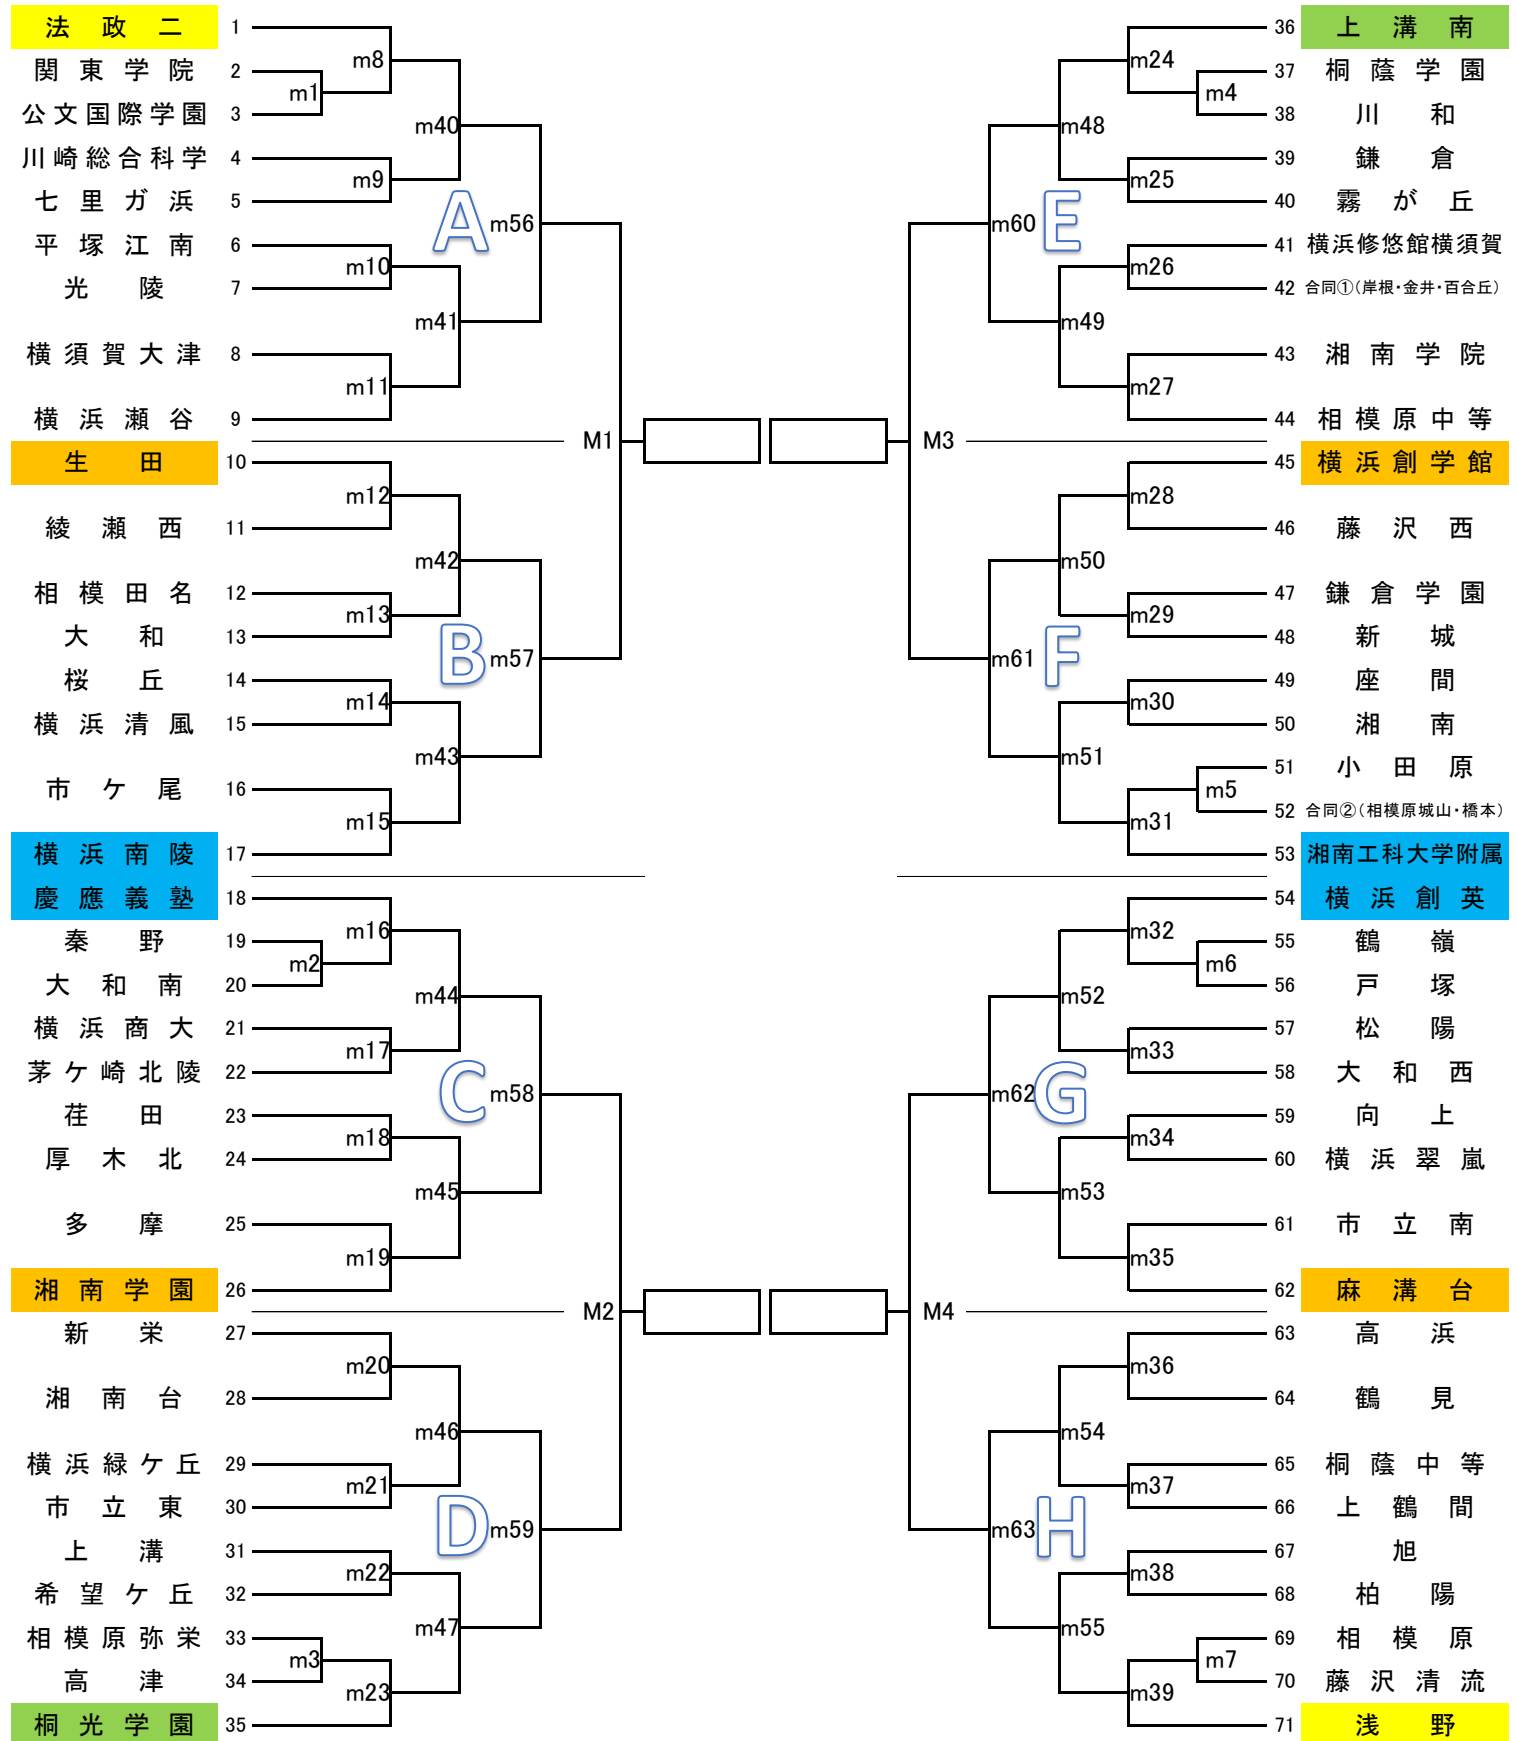 法政二 1
関東学院 2
公文国際学園 3
川崎総合科学 4
七里ガ浜 5
平塚江南 6
光陵 7
横須賀大津 8
横浜瀬谷 9
生田 10
綾瀬西 11
相模田名 12
大和 13
桜丘 14
横浜清風 15
市ケ尾 16
横浜南陵 17
慶應義塾 18
秦野 19
大和南 20
横浜商大 21
茅ケ崎北陵 22
荏田 23
厚木北 24
多摩 25
湘南学園 26
新栄 27
湘南台 28
横浜緑ケ丘 29
市立東 30
上溝 31
希望ケ丘 32
相模原弥栄 33
高津 34
桐光学園 35
m1
m2
m3
m8
m9
m10
m11
m12
m13
m14
m15
m16
m17
m18
m19
m20
m21
m22
m23
m40
m41
m42
m43
m44
m45
m46
m47
A
m56
B
m57
C
m58
D
m59
M1
M2
M3
M4
m60
E
m61
F
m62
G
m63
H
m48
m49
m50
m51
m52
m53
m54
m55
m24
m25
m26
m27
m28
m29
m30
m31
m32
m33
m34
m35
m36
m37
m38
m39
m4
m5
m6
m7
36 上溝南
37 桐蔭学園
38 川和
39 鎌倉
40 霧が丘
41 横浜修悠館横須賀
42 合同①(岸根・金井・百合丘)
43 湘南学院
44 相模原中等
45 横浜創学館
46 藤沢西
47 鎌倉学園
48 新城
49 座間
50 湘南
51 小田原
52 合同②(相模原城山・橋本)
53 湘南工科大学附属
54 横浜創英
55 鶴嶺
56 戸塚
57 松陽
58 大和西
59 向上
60 横浜翠嵐
61 市立南
62 麻溝台
63 高浜
64 鶴見
65 桐蔭中等
66 上鶴間
67 旭
68 柏陽
69 相模原
70 藤沢清流
71 浅野